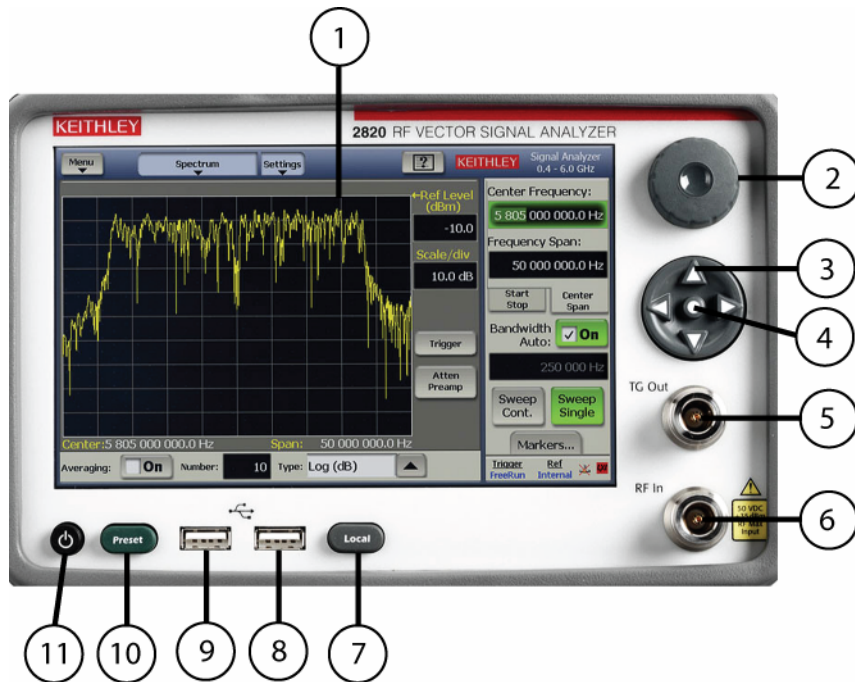 1
KEITHLEY
2820 RF VECTOR SIGNAL ANALYZER
Menu
Spectrum
Settings
?
KEITHLEY
Signal Analyzer
0.4 - 6.0 GHz
←Ref Level
(dBm)
-10.0
Scale/div
10.0 dB
Trigger
Atten
Preamp
Center Frequency:
5 805 000 000.0 Hz
Frequency Span:
50 000 000.0 Hz
Start
Stop
Center
Span
Bandwidth
Auto:
On
250 000 Hz
Sweep
Cont.
Sweep
Single
Markers...
Center:5 805 000 000.0 Hz
Span: 50 000 000.0 Hz
Averaging:
On
Number:
10
Type:
Log (dB)
Trigger
FreeRun
Ref
Internal
2
3
4
TG Out
5
RF In
6
50 VDC
RF Max
Input
Preset
Local
11
10
9
8
7